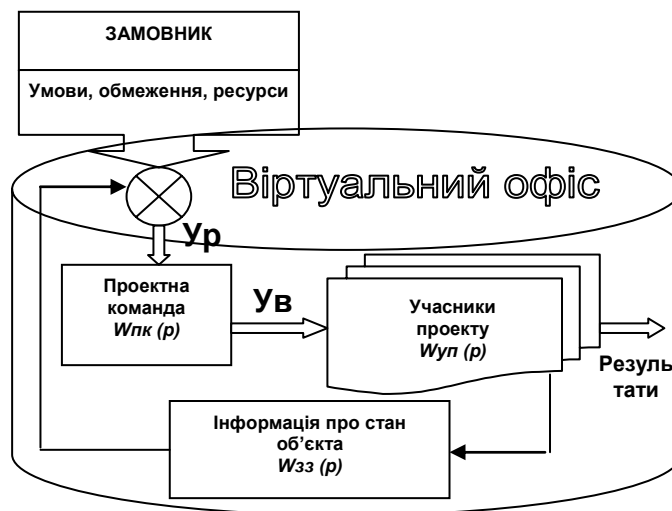 ЗАМОВНИК
Умови, обмеження, ресурси
Віртуальний офіс
Ур
Проектна
команда
Wпк (p)
Ув
Учасники
проекту
Wуп (p)
Резуль
тати
Інформація про стан
об’єкта
Wзз (p)